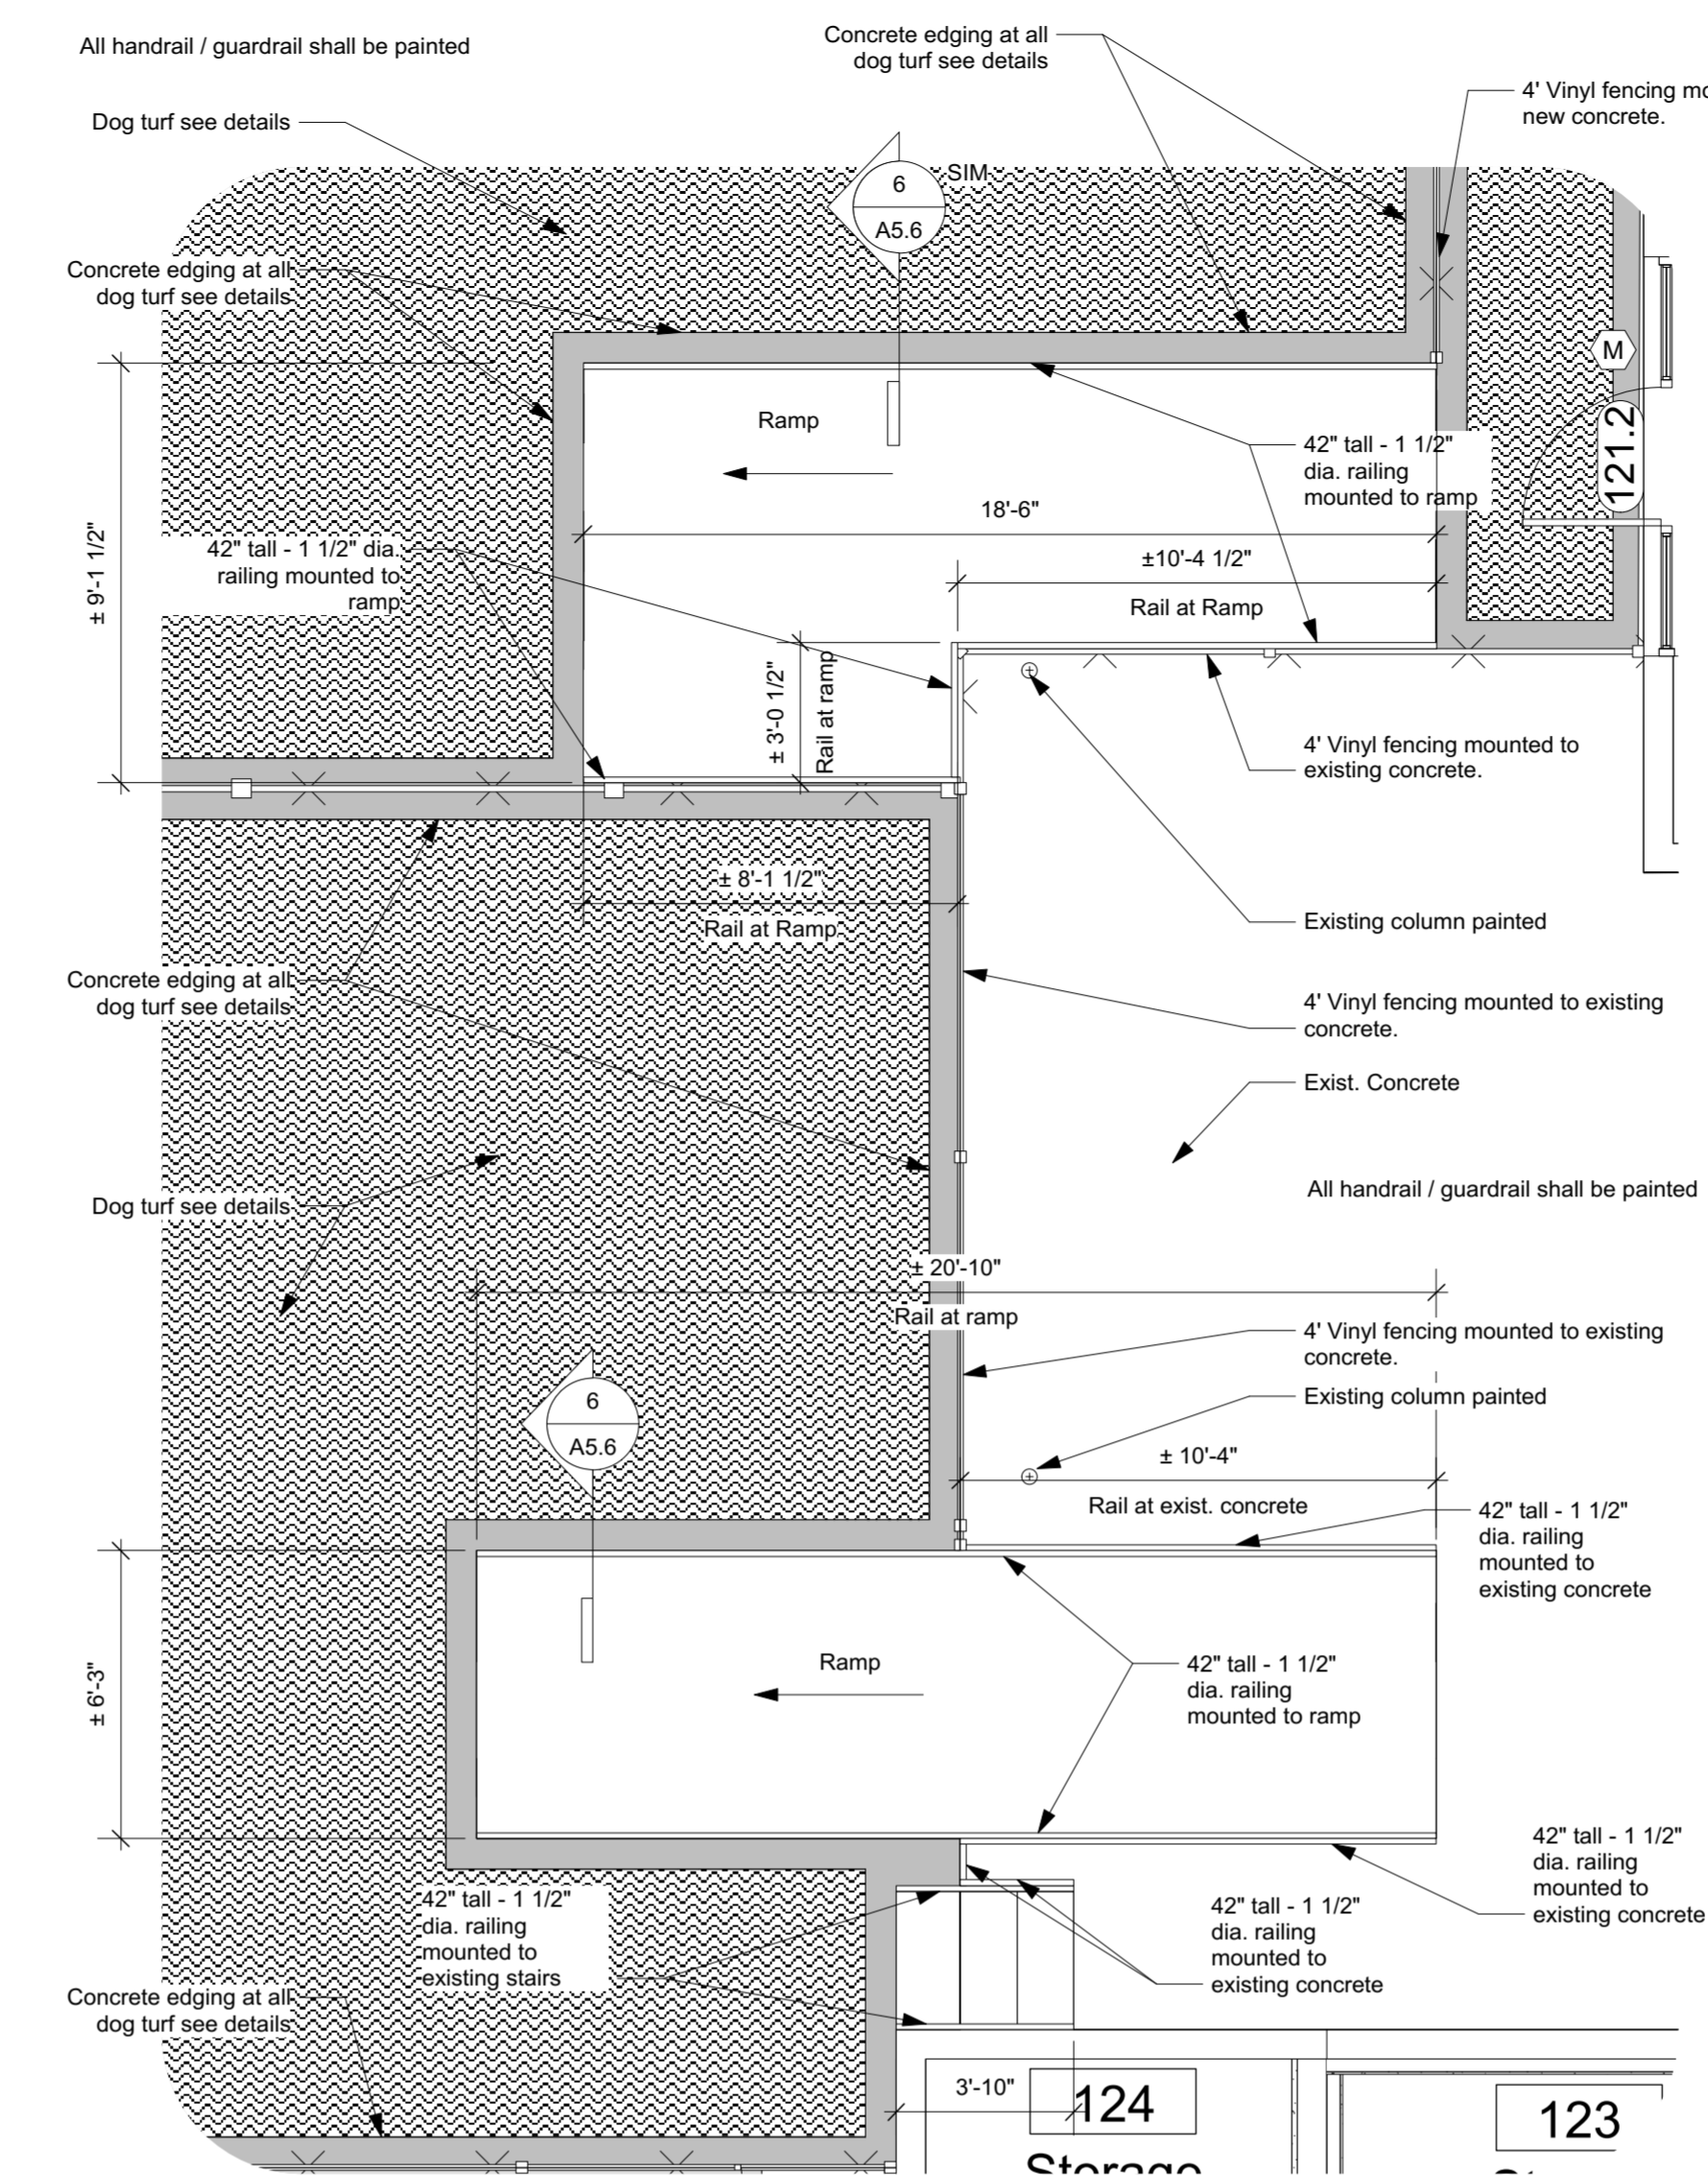 All handrail / guardrail shall be painted
Concrete edging at all
dog turf see details
4' Vinyl fencing
new concrete.
Dog turf see details
SIM
6
A5.6
Concrete edging at all
dog turf see details
M
121.2
Ramp
42" tall - 1 1/2"
dia. railing
mounted to ramp
18'-6"
± 9'-1 1/2"
42" tall - 1 1/2" dia.
railing mounted to
ramp
±10'-4 1/2"
Rail at Ramp
± 3'-0 1/2"
Rail at ramp
4' Vinyl fencing mounted to
existing concrete.
± 8'-1 1/2"
Rail at Ramp
Existing column painted
Concrete edging at all
dog turf see details
4' Vinyl fencing mounted to existing
concrete.
Exist. Concrete
Dog turf see details
All handrail / guardrail shall be painted
± 20'-10"
Rail at ramp
4' Vinyl fencing mounted to existing
concrete.
6
A5.6
Existing column painted
± 10'-4"
Rail at exist. concrete
42" tall - 1 1/2"
dia. railing
mounted to
existing concrete
± 6'-3"
Ramp
42" tall - 1 1/2"
dia. railing
mounted to ramp
42" tall - 1 1/2"
dia. railing
mounted to
existing concrete
42" tall - 1 1/2"
dia. railing
mounted to
existing stairs
42" tall - 1 1/2"
dia. railing
mounted to
existing concrete
Concrete edging at all
dog turf see details
3'-10"
124
Storage
123